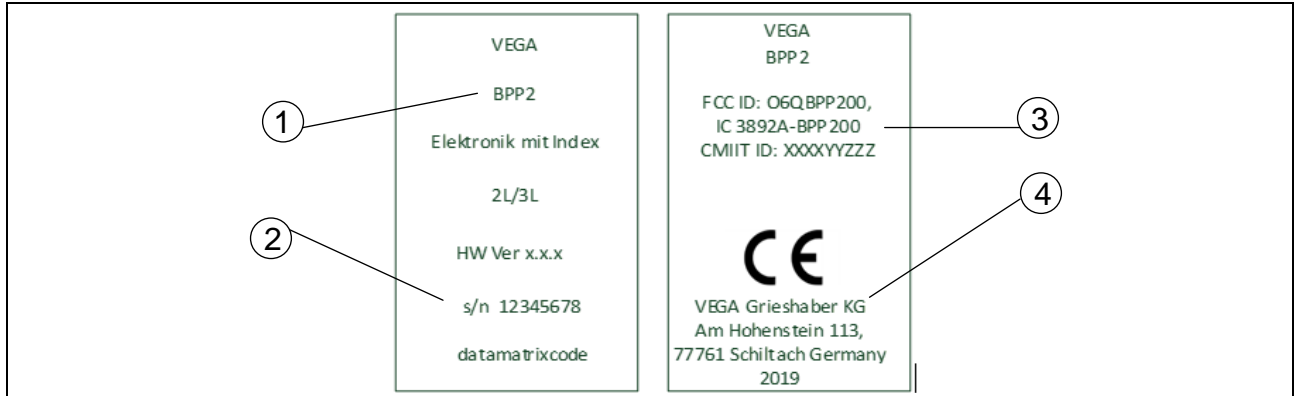 VEGA
BPP2
Elektronik mit Index
2L/3L
HW Ver x.x.x
s/n 12345678
datamatrixcode
1
2
VEGA
BPP2
FCC ID: O6QBPP200,
IC 3892A-BPP200
CMIIT ID: XXXXYYZZZ
CE
VEGA Grieshaber KG
Am Hohenstein 113,
77761 Schiltach Germany
2019
3
4